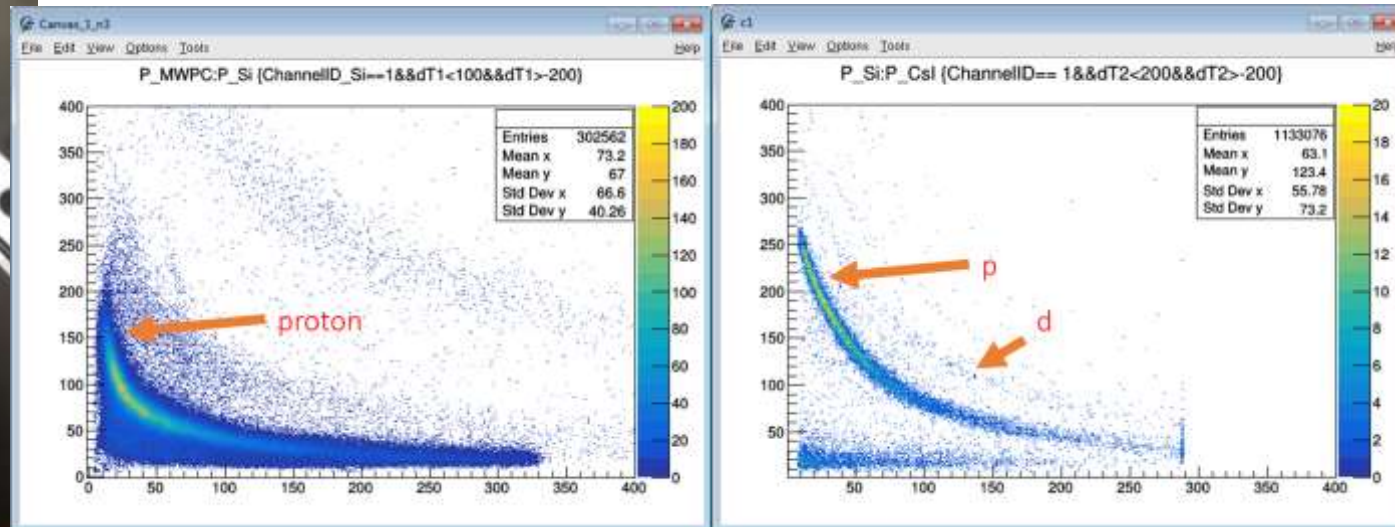 Canvas_1_n3
File Edit View Options Tools Help
P_MWPC:P_Si {ChannelID_Si==1&&dT1<100&&dT1>-200}
Entries 302562
Mean x 73.2
Mean y 67
Std Dev x 66.6
Std Dev y 40.26
400
350
300
250
200
150
100
50
0
0 50 100 150 200 250 300 350 400
200
180
160
140
120
100
80
60
40
20
0
proton
c1
File Edit View Options Tools Help
P_Si:P_CsI {ChannelID== 1&&dT2<200&&dT2>-200}
Entries 1133076
Mean x 63.1
Mean y 123.4
Std Dev x 55.78
Std Dev y 73.2
400
350
300
250
200
150
100
50
50 100 150 200 250 300 350 400
20
18
16
14
12
10
8
6
4
2
0
p
d